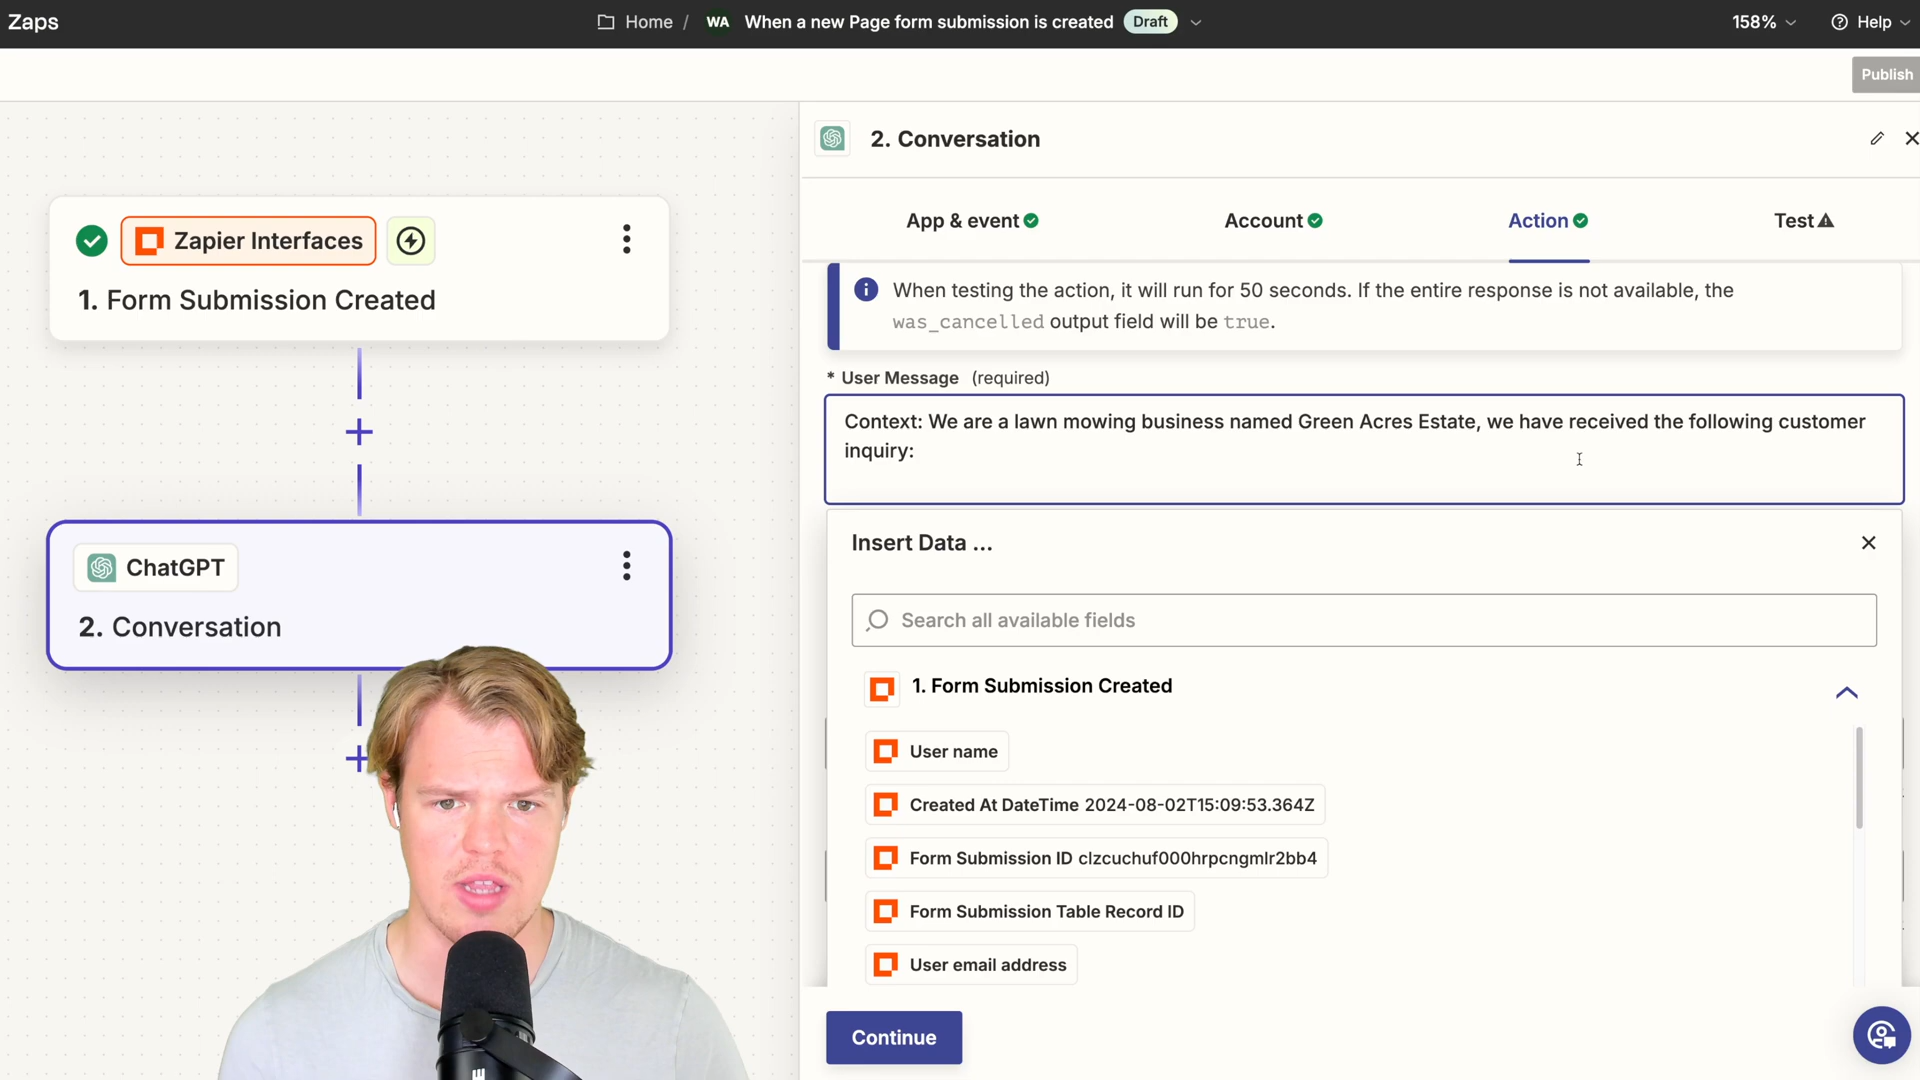 Zaps
Home / WA When a new Page form submission is created Draft
158%
Help
Publish
Zapier Interfaces
1. Form Submission Created
ChatGPT
2. Conversation
2. Conversation
App & event
Account
Action
Test
When testing the action, it will run for 50 seconds. If the entire response is not available, the
was_cancelled output field will be true.
* User Message (required)
Context: We are a lawn mowing business named Green Acres Estate, we have received the following customer
inquiry:
Insert Data ...
Search all available fields
1. Form Submission Created
User name
Created At DateTime 2024-08-02T15:09:53.364Z
Form Submission ID clzcuchuf000hrpcngmlr2bb4
Form Submission Table Record ID
User email address
Continue